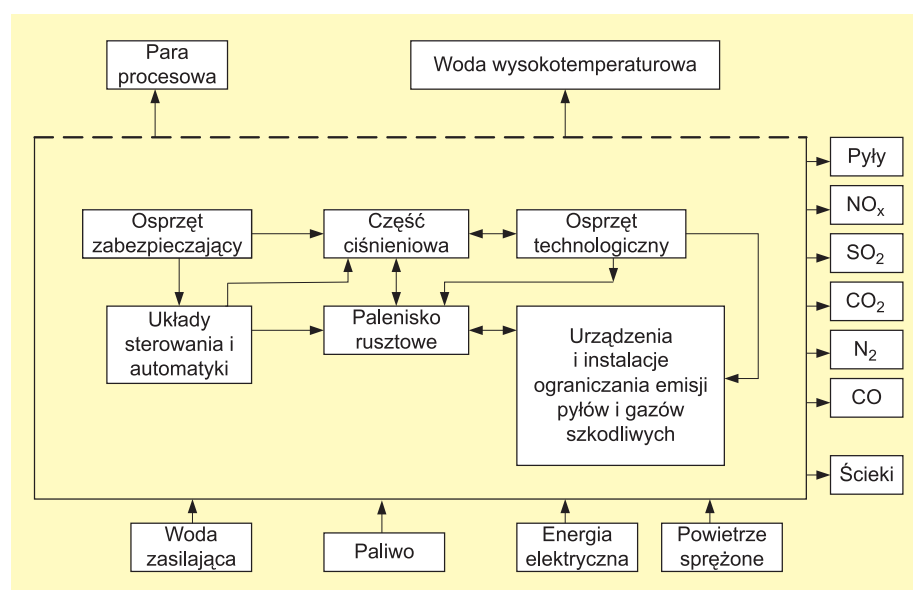 Para
procesowa
Woda wysokotemperaturowa
Pyły
NOx
SO2
CO2
N2
CO
Ścieki
Osprzęt
zabezpieczający
Część
ciśnieniowa
Osprzęt
technologiczny
Układy
sterowania i
automatyki
Palenisko
rusztowe
Urządzenia
i instalacje
ograniczania emisji
pyłów i gazów
szkodliwych
Woda
zasilająca
Paliwo
Energia
elektryczna
Powietrze
sprężone